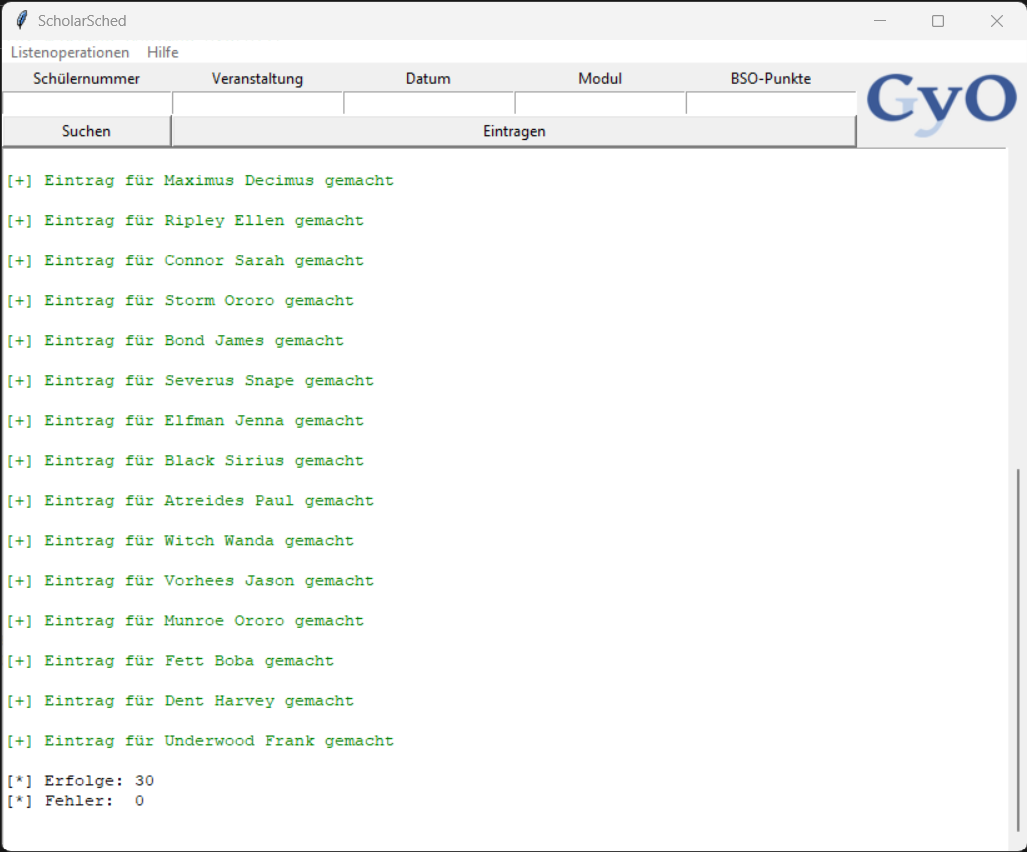 ScholarSched
Listenoperationen Hilfe
Schülernummer Veranstaltung Datum Modul BSO-Punkte
GyO
Suchen Eintragen
[+] Eintrag für Maximus Decimus gemacht
[+] Eintrag für Ripley Ellen gemacht
[+] Eintrag für Connor Sarah gemacht
[+] Eintrag für Storm Ororo gemacht
[+] Eintrag für Bond James gemacht
[+] Eintrag für Severus Snape gemacht
[+] Eintrag für Elfman Jenna gemacht
[+] Eintrag für Black Sirius gemacht
[+] Eintrag für Atreides Paul gemacht
[+] Eintrag für Witch Wanda gemacht
[+] Eintrag für Vorhees Jason gemacht
[+] Eintrag für Munroe Ororo gemacht
[+] Eintrag für Fett Boba gemacht
[+] Eintrag für Dent Harvey gemacht
[+] Eintrag für Underwood Frank gemacht
[*] Erfolge: 30
[*] Fehler:  0